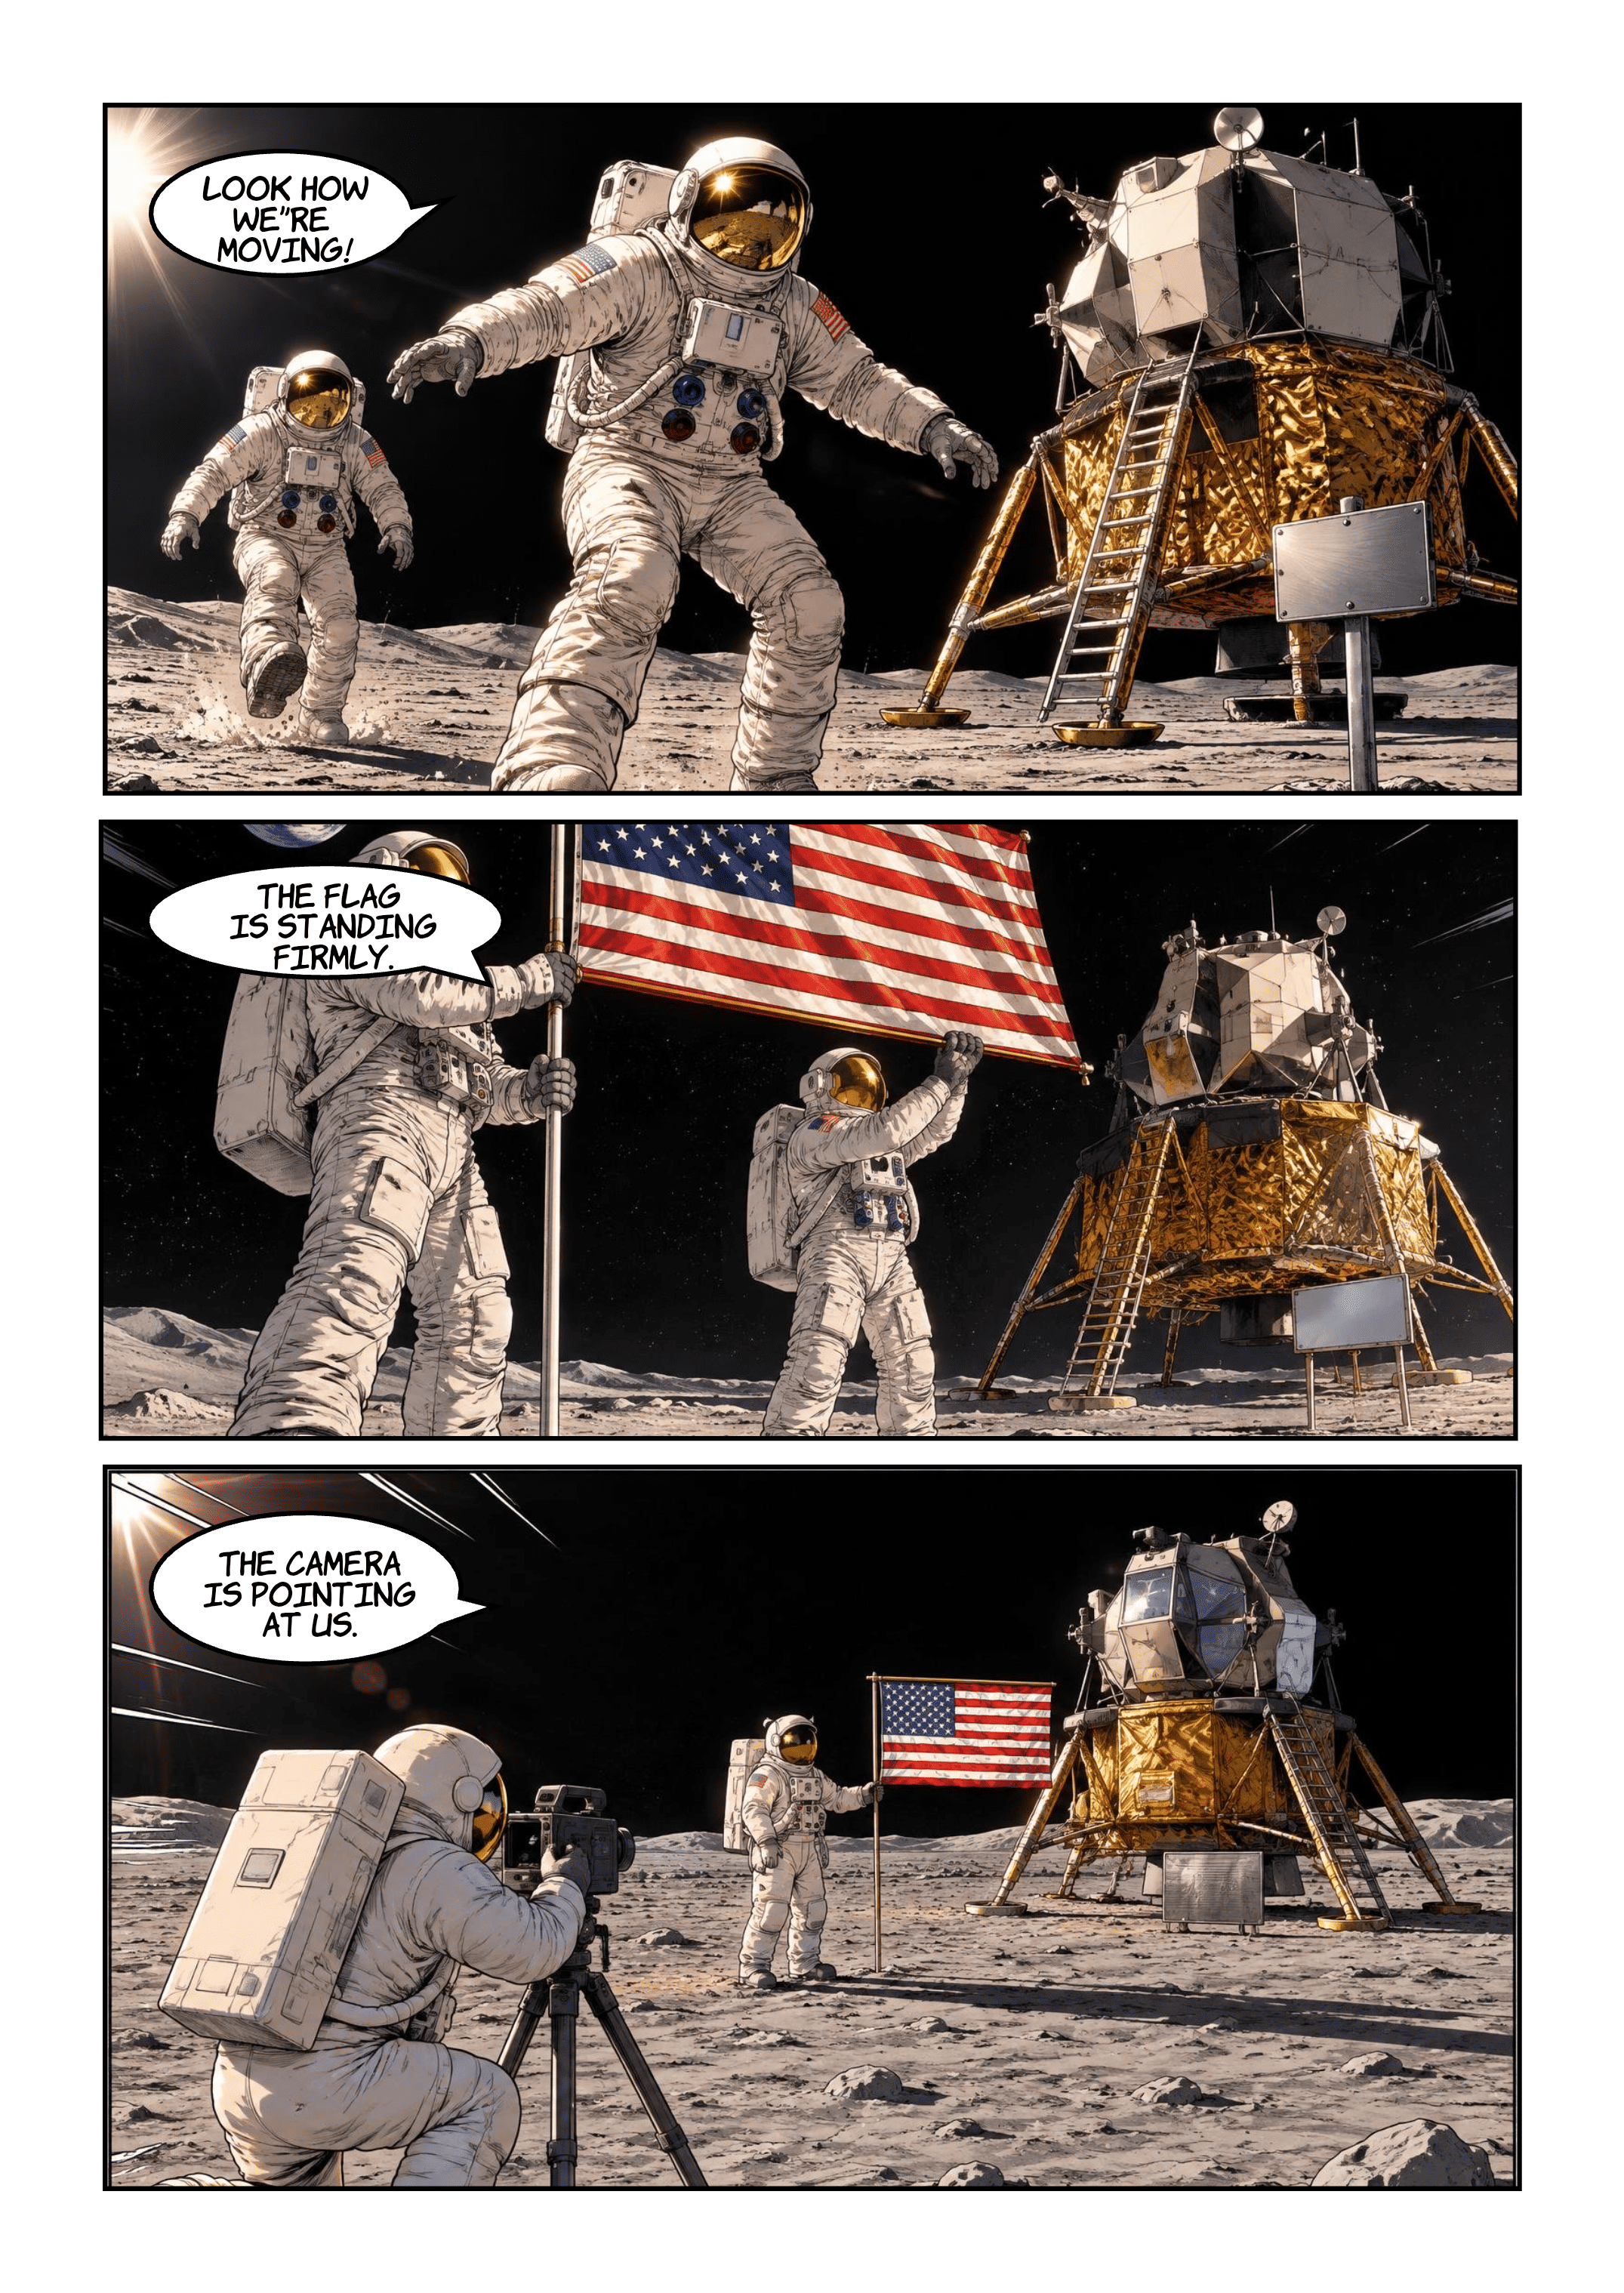 LOOK HOW
WE"RE
MOVING!
THE FLAG
IS STANDING
FIRMLY.
THE CAMERA
IS POINTING
AT US.